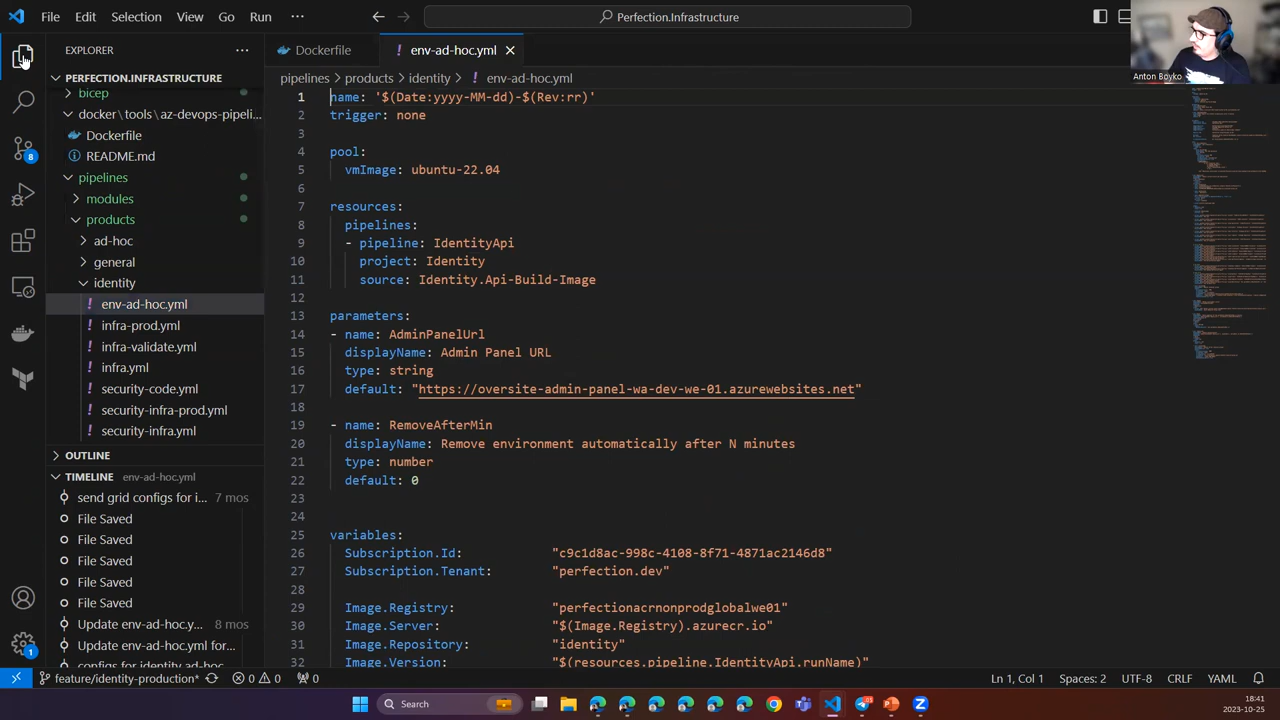 File Edit Selection View Go Run ···
Perfection.Infrastructure
Anton Boyko
EXPLORER
PERFECTION.INFRASTRUCTURE
bicep
docker\tools\az-devops-pipeli...
Dockerfile
README.md
pipelines
modules
products
ad-hoc
identity
env-ad-hoc.yml
infra-prod.yml
infra-validate.yml
infra.yml
security-code.yml
security-infra-prod.yml
security-infra.yml
OUTLINE
TIMELINE env-ad-hoc.yml
send grid configs for i... 7 mos
File Saved
File Saved
File Saved
File Saved
File Saved
Update env-ad-hoc.y... 8 mos
Update env-ad-hoc.yml for...
configs for identity ad-hoc
8
1
Dockerfile
env-ad-hoc.yml
pipelines > products > identity > env-ad-hoc.yml
1 name: '$(Date:yyyy-MM-dd)-$(Rev:rr)'
2 trigger: none
3
4 pool:
5 vmImage: ubuntu-22.04
6
7 resources:
8 pipelines:
9 pipeline: IdentityApi
10 project: Identity
11 source: Identity.Api-docker-Image
12
13 parameters:
14 - name: AdminPanelUrl
15 displayName: Admin Panel URL
16 type: string
17 default: "https://oversite-admin-panel-wa-dev-we-01.azurewebsites.net"
18
19 - name: RemoveAfterMin
20 displayName: Remove environment automatically after N minutes
21 type: number
22 default: 0
23
24
25 variables:
26 Subscription.Id: "c9c1d8ac-998c-4108-8f71-4871ac2146d8"
27 Subscription.Tenant: "perfection.dev"
28
29 Image.Registry: "perfectionacrnonprodglobalwe01"
30 Image.Server: "$(Image.Registry).azurecr.io"
31 Image.Repository: "identity"
32 Image.Version: "$(resources.pipeline.IdentityApi.runName)"
feature/identity-production* 0 0 0
Ln 1, Col 1 Spaces: 2 UTF-8 CRLF YAML
Search
18:41
2023-10-25